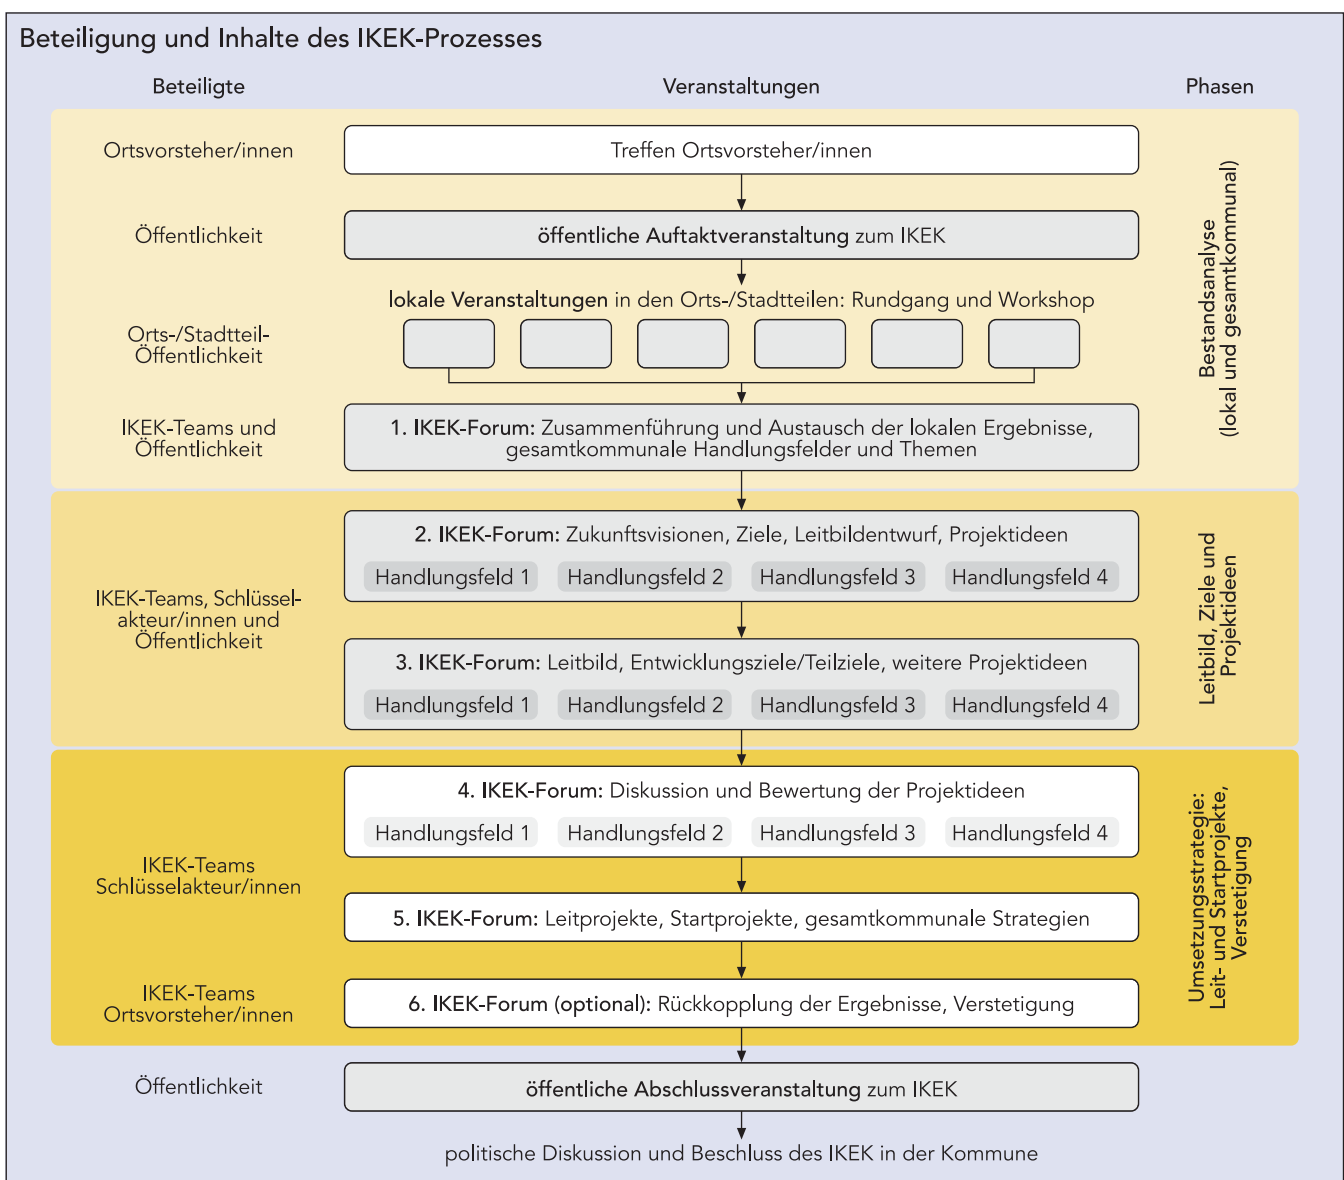 Beteiligung und Inhalte des IKEK-Prozesses
Beteiligte
Veranstaltungen
Phasen
Ortsvorsteher/innen
Treffen Ortsvorsteher/innen
Öffentlichkeit
öffentliche Auftaktveranstaltung zum IKEK
lokale Veranstaltungen in den Orts-/Stadtteilen: Rundgang und Workshop
Orts-/Stadtteil-
Öffentlichkeit
IKEK-Teams und
Öffentlichkeit
1. IKEK-Forum: Zusammenführung und Austausch der lokalen Ergebnisse,
gesamtkommunale Handlungsfelder und Themen
Bestandsanalyse
(lokal und gesamtkommunal)
IKEK-Teams, Schlüssel-
akteur/innen und
Öffentlichkeit
2. IKEK-Forum: Zukunftsvisionen, Ziele, Leitbildentwurf, Projektideen
Handlungsfeld 1
Handlungsfeld 2
Handlungsfeld 3
Handlungsfeld 4
3. IKEK-Forum: Leitbild, Entwicklungsziele/Teilziele, weitere Projektideen
Handlungsfeld 1
Handlungsfeld 2
Handlungsfeld 3
Handlungsfeld 4
Leitbild, Ziele und
Projektideen
IKEK-Teams
Schlüsselakteur/innen
4. IKEK-Forum: Diskussion und Bewertung der Projektideen
Handlungsfeld 1
Handlungsfeld 2
Handlungsfeld 3
Handlungsfeld 4
5. IKEK-Forum: Leitprojekte, Startprojekte, gesamtkommunale Strategien
IKEK-Teams
Ortsvorsteher/innen
6. IKEK-Forum (optional): Rückkopplung der Ergebnisse, Verstetigung
Umsetzungsstrategie:
Leit- und Startprojekte,
Verstetigung
Öffentlichkeit
öffentliche Abschlussveranstaltung zum IKEK
politische Diskussion und Beschluss des IKEK in der Kommune